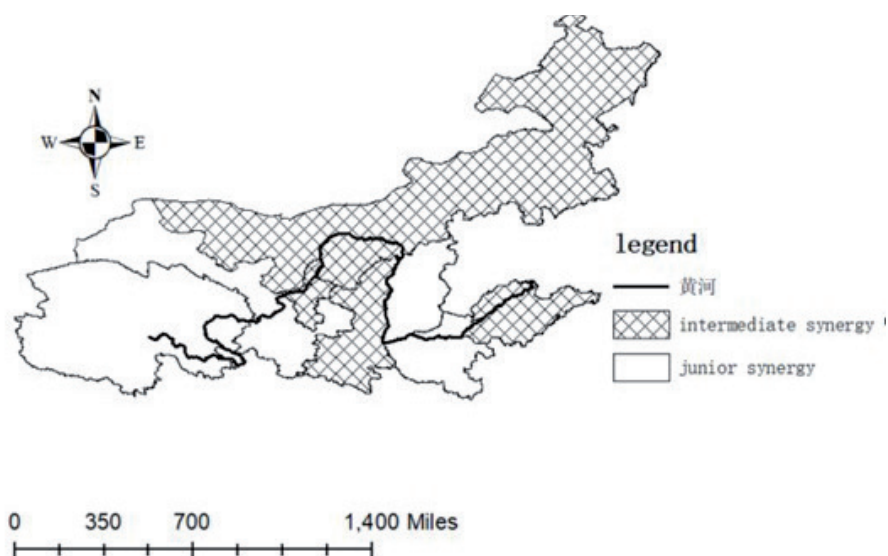 N
W E
S
legend
黄河
intermediate synergy
junior synergy
0 350 700 1,400 Miles